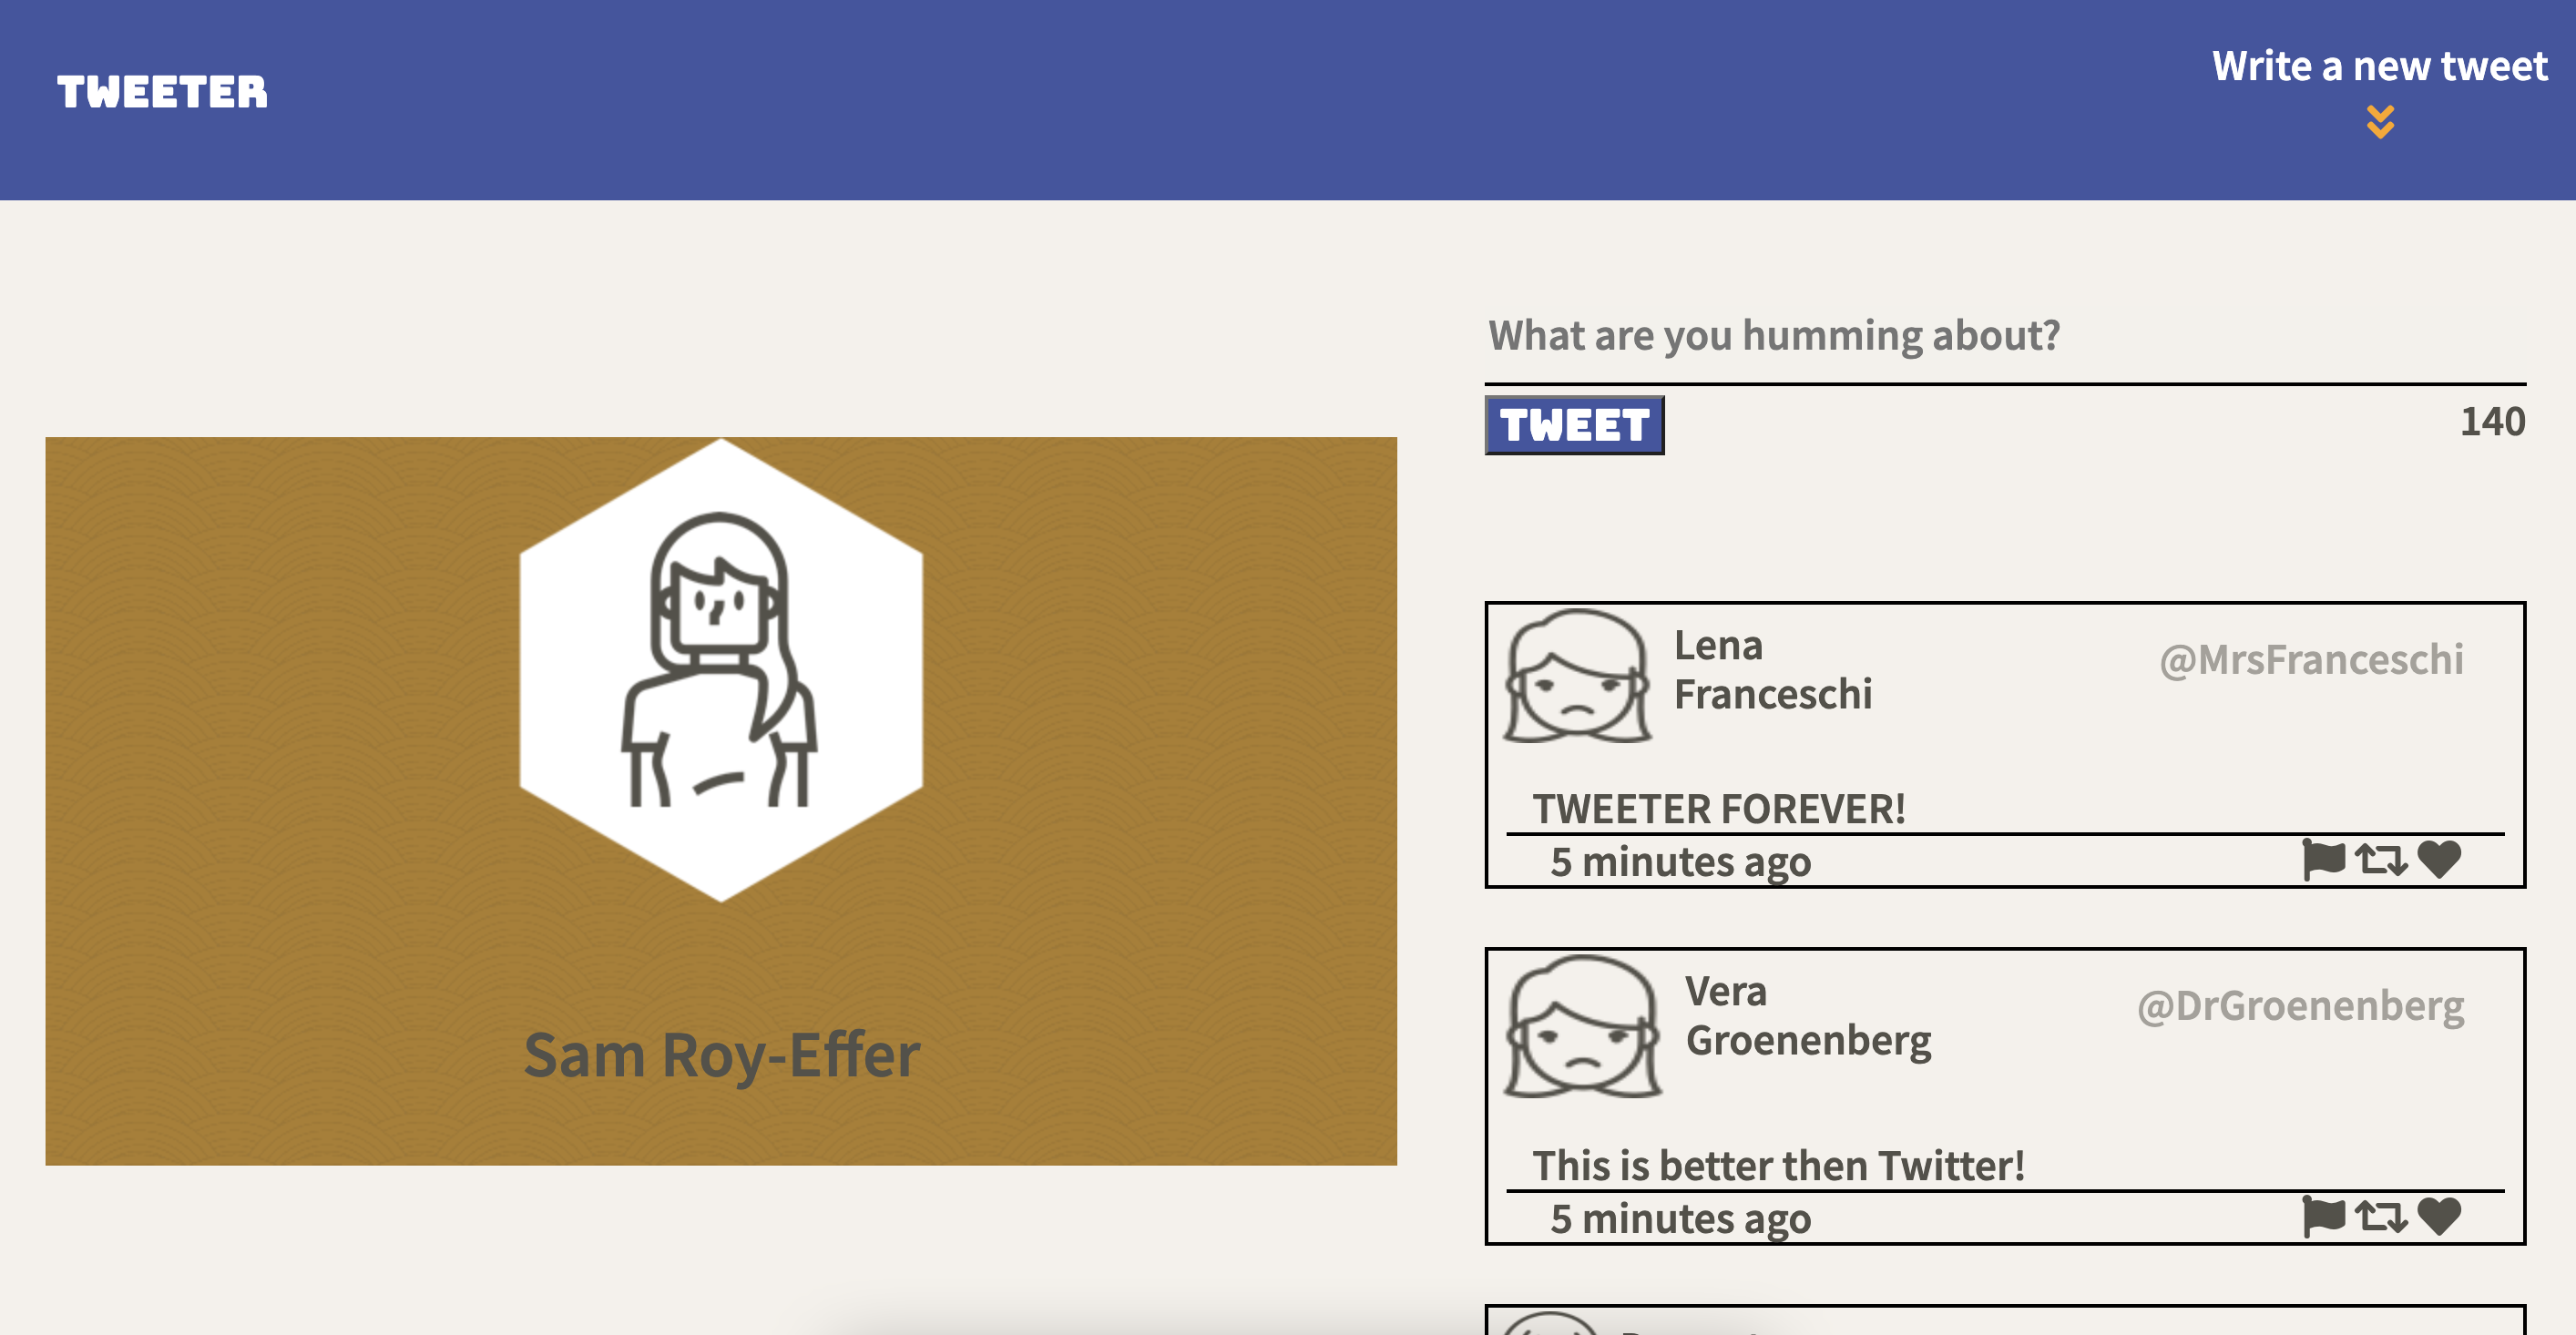 TWEETER
Write a new tweet
What are you humming about?
TWEET
140
Sam Roy-Effer
Lena
Franceschi
@MrsFranceschi
TWEETER FOREVER!
5 minutes ago
Vera
Groenenberg
@DrGroenenberg
This is better then Twitter!
5 minutes ago